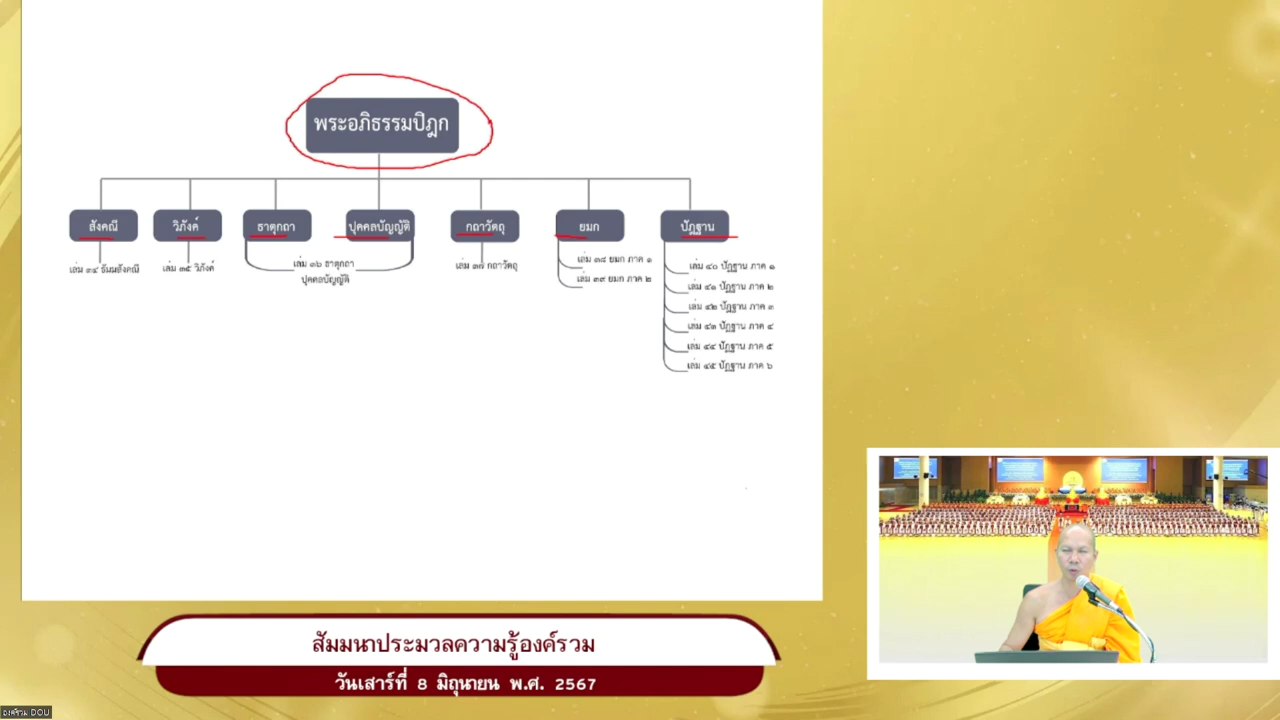 พระอภิธรรมปิฎก
สังคณี
วิภังค์
ธาตุกถา
ปุคคลบัญญัติ
กถาวัตถุ
ยมก
ปัฏฐาน
เล่ม ๓๔ ธัมมสังคณี
เล่ม ๓๕ วิภังค์
เล่ม ๓๖ ธาตุกถา
ปุคคลบัญญัติ
เล่ม ๓๗ กถาวัตถุ
เล่ม ๓๘ ยมก ภาค ๑
เล่ม ๓๙ ยมก ภาค ๒
เล่ม ๔๐ ปัฏฐาน ภาค ๑
เล่ม ๔๑ ปัฏฐาน ภาค ๒
เล่ม ๔๒ ปัฏฐาน ภาค ๓
เล่ม ๔๓ ปัฏฐาน ภาค ๔
เล่ม ๔๔ ปัฏฐาน ภาค ๕
เล่ม ๔๕ ปัฏฐาน ภาค ๖
สัมมนาประมวลความรู้องค์รวม
วันเสาร์ที่ 8 มิถุนายน พ.ศ. 2567
องค์รวม DOU